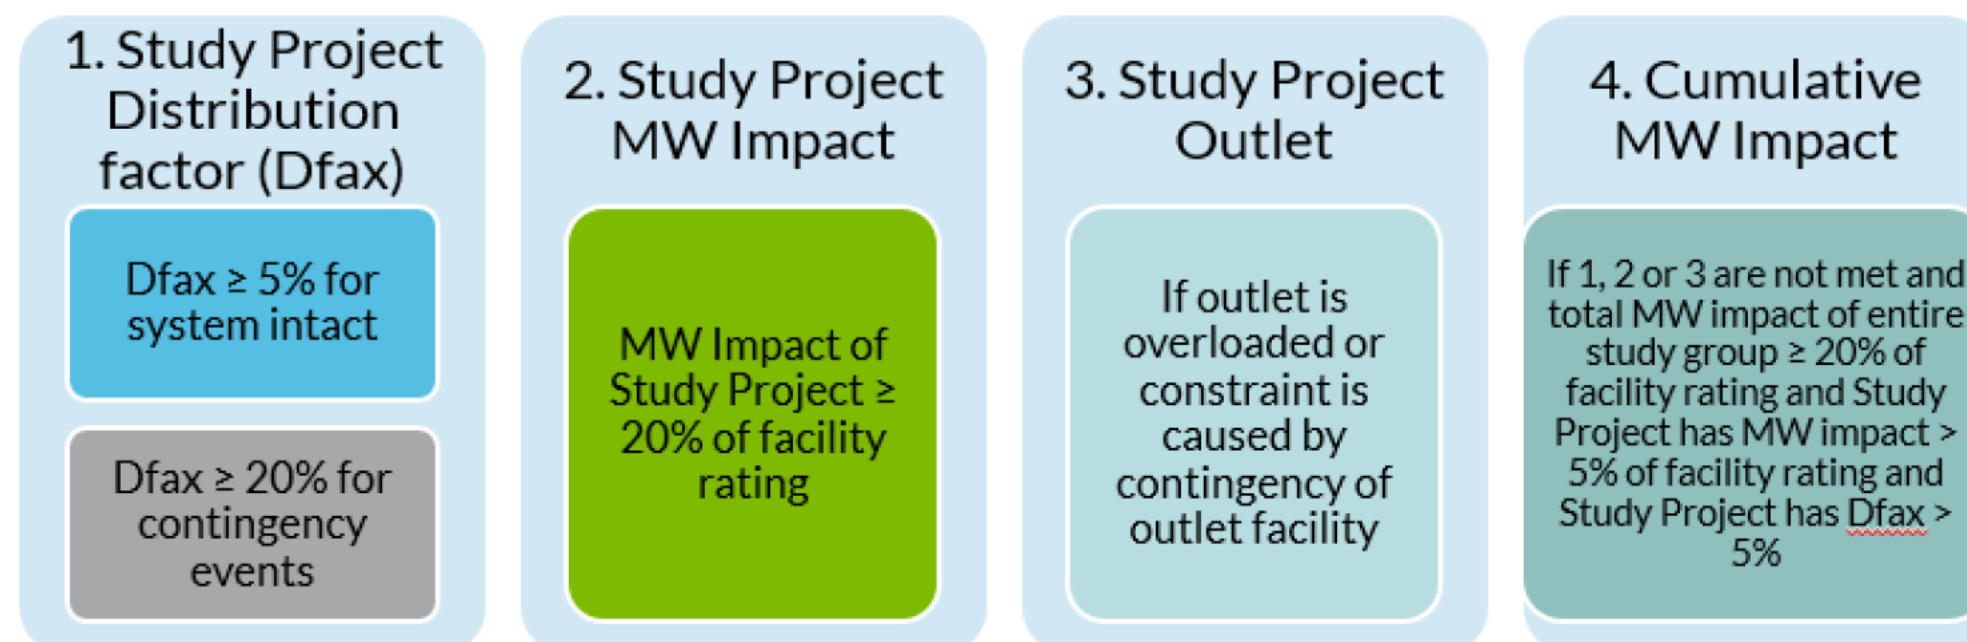 1. Study Project
Distribution
factor (Dfax)
Dfax ≥ 5% for
system intact
Dfax ≥ 20% for
contingency
events
2. Study Project
MW Impact
MW Impact of
Study Project ≥
20% of facility
rating
3. Study Project
Outlet
If outlet is
overloaded or
constraint is
caused by
contingency of
outlet facility
4. Cumulative
MW Impact
If 1, 2 or 3 are not met and
total MW impact of entire
study group ≥ 20% of
facility rating and Study
Project has MW impact >
5% of facility rating and
Study Project has Dfax >
5%